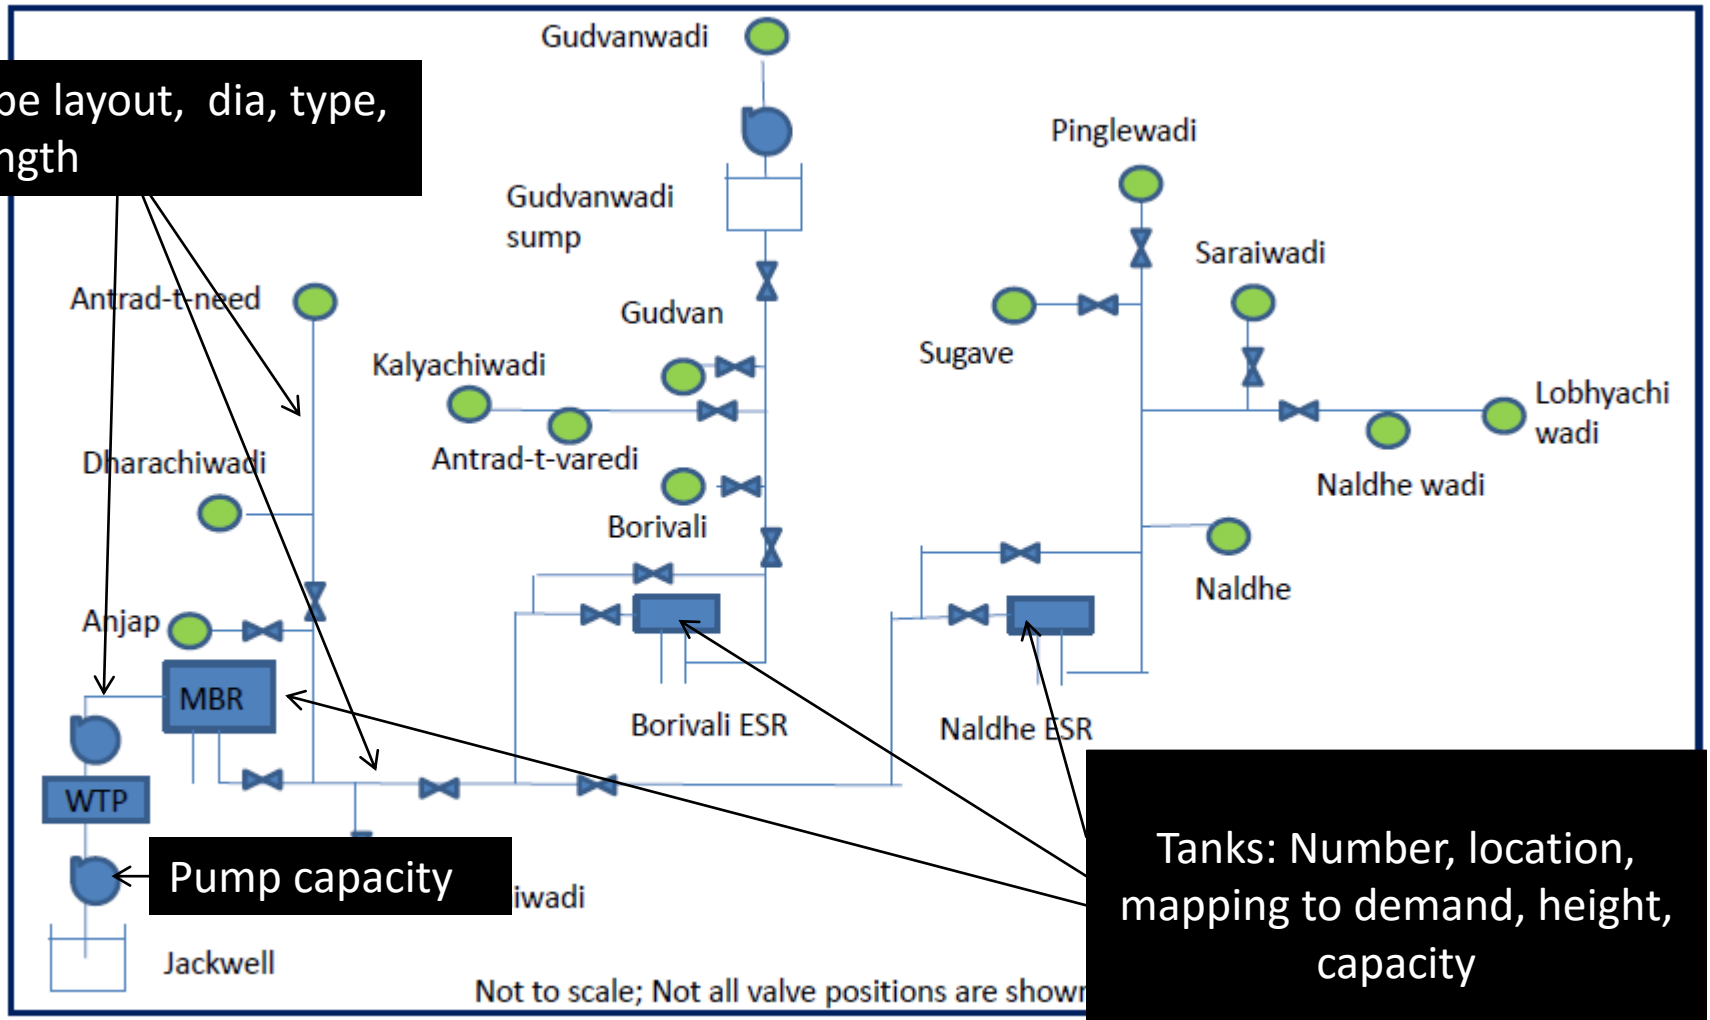 Gudvanwadi
be layout, dia, type,
ngth
Pinglewadi
Gudvanwadi
sump
Saraiwadi
Antrad-t-need
Gudvan
Sugave
Kalyachiwadi
Lobhyachi
wadi
Antrad-t-varedi
Dharachiwadi
Naldhe wadi
Borivali
Naldhe
Anjap
MBR
Borivali ESR
Naldhe ESR
WTP
Pump capacity
iwadi
Tanks: Number, location,
mapping to demand, height,
capacity
Jackwell
Not to scale; Not all valve positions are shown